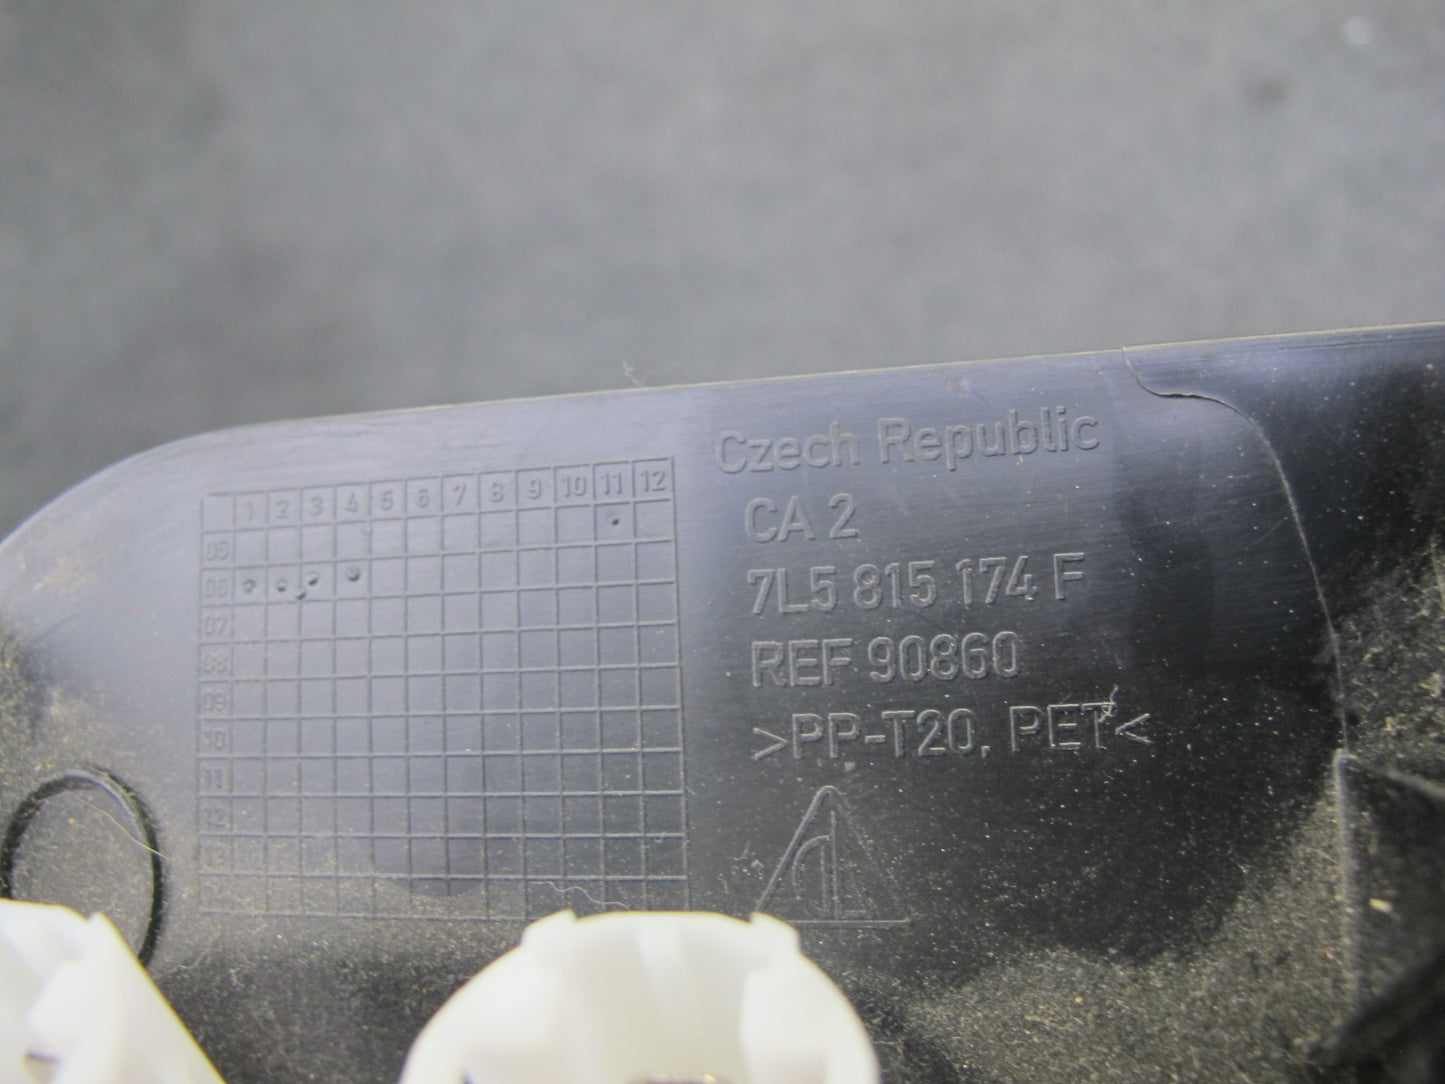 1 2 3 4 5 6 7 8 9 10 11 12
05
06
07
08
09
10
11
12
13
Czech Republic
CA 2
7L5 815 174 F
REF 90860
>PP-T20, PET<